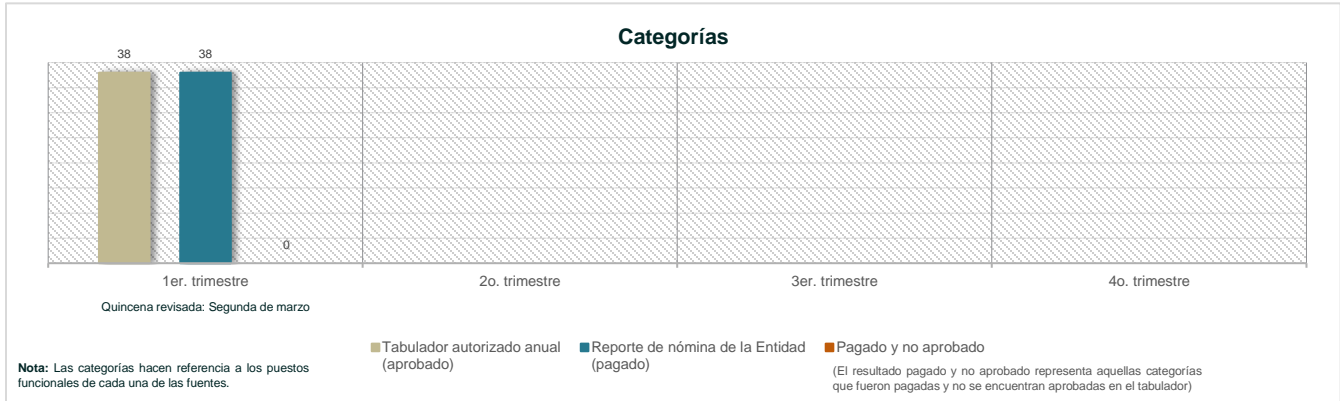 Categorías
38
38
0
1er. trimestre
2o. trimestre
3er. trimestre
4o. trimestre
Quincena revisada: Segunda de marzo
Tabulador autorizado anual
(aprobado)
Reporte de nómina de la Entidad
(pagado)
Pagado y no aprobado
(El resultado pagado y no aprobado representa aquellas categorías
que fueron pagadas y no se encuentran aprobadas en el tabulador)
Nota: Las categorías hacen referencia a los puestos
funcionales de cada una de las fuentes.